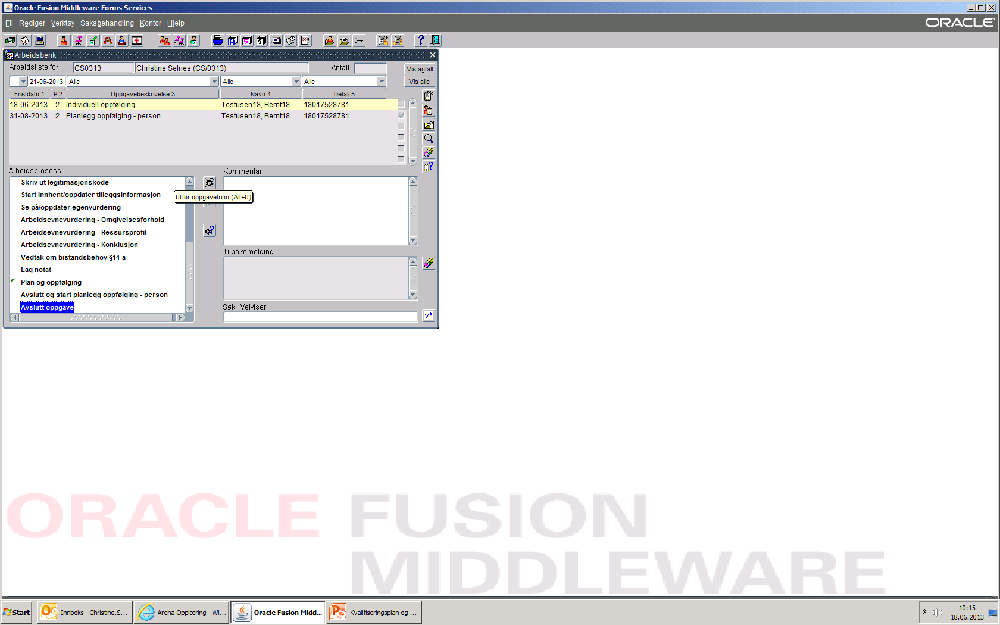 Oracle Fusion Middleware Forms Services
Fil Rediger Verktøy Saksbehandling Kontor Hjelp
ORACLE
Arbeidsbenk
Arbeidsliste for CS0313 Christine Selnes (CS/0313) Antall Vis antall
21-06-2013 Alle Alle Alle Vis alle
Fristdato 1 P 2 Oppgavebeskrivelse 3 Navn 4 Detalj 5
18-06-2013 2 Individuell oppfølging Testusen18, Bernt18 18017528781
31-08-2013 2 Planlegg oppfølging - person Testusen18, Bernt18 18017528781
Arbeidsprosess
Skriv ut legitimasjonskode
Start Innhent/oppdater tilleggsinformasjon
Se på/oppdater egenvurdering
Arbeidsevnevurdering - Omgivelsesforhold
Arbeidsevnevurdering - Ressursprofil
Arbeidsevnevurdering - Konklusjon
Vedtak om bistandsbehov §14-a
Lag notat
Plan og oppfølging
Avslutt og start planlegg oppfølging - person
Avslutt oppgave
Utfør oppgavetrinn (Alt+U)
Kommentar
Tilbakemelding
Søk i Veiviser
ORACLE FUSION
MIDDLEWARE
Start Innboks - Christine.S... Arena Opplæring - Wi... Oracle Fusion Midd... Kvalifiseringsplan og ... 10:15
18.06.2013